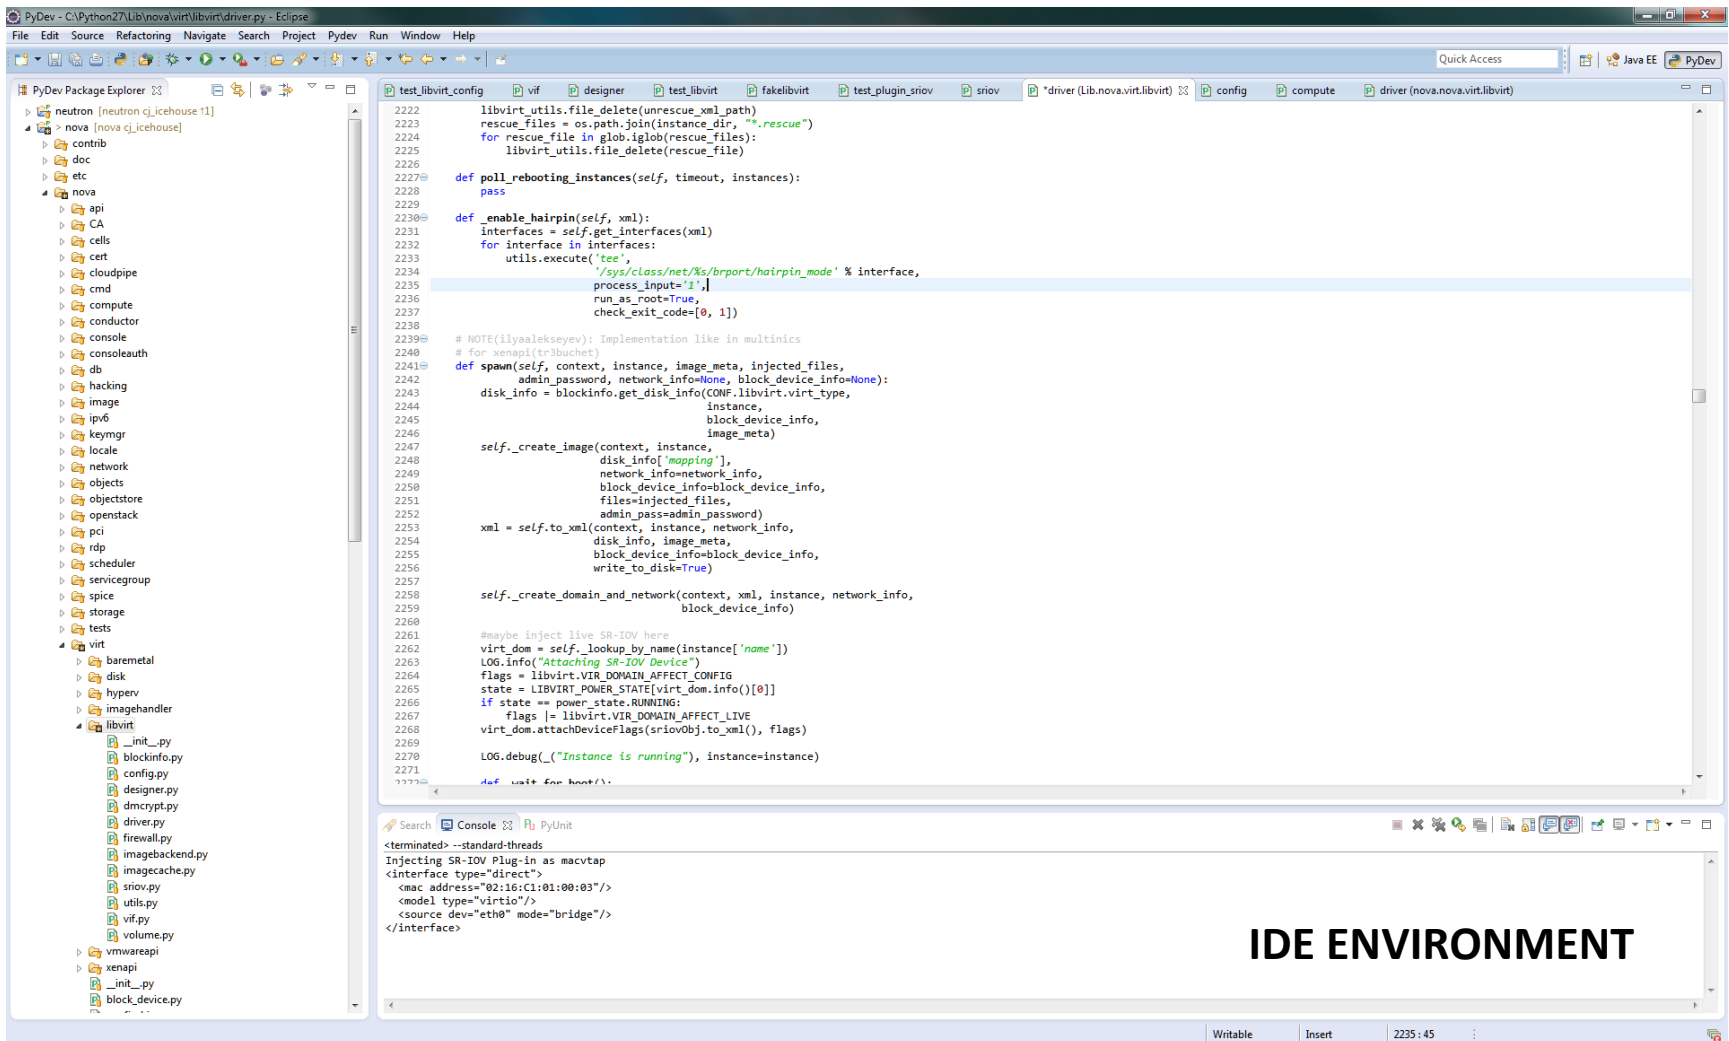 PyDev - C:\Python27\Lib\nova\virt\libvirt\driver.py - Eclipse
File Edit Source Refactoring Navigate Search Project Pydev Run Window Help
Quick Access
Java EE
PyDev
PyDev Package Explorer
neutron [neutron cj_icehouse ↑1]
> nova [nova cj_icehouse]
contrib
doc
etc
nova
api
CA
cells
cert
cloudpipe
cmd
compute
conductor
console
consoleauth
db
hacking
image
ipv6
keymgr
locale
network
objects
objectstore
openstack
pci
rdp
scheduler
servicegroup
spice
storage
tests
virt
baremetal
disk
hyperv
imagehandler
libvirt
__init__.py
blockinfo.py
config.py
designer.py
dmcrypt.py
driver.py
firewall.py
imagebackend.py
imagecache.py
sriov.py
utils.py
vif.py
volume.py
vmwareapi
xenapi
__init__.py
block_device.py
test_libvirt_config vif designer test_libvirt fakelibvirt test_plugin_sriov sriov *driver (Lib.nova.virt.libvirt) config compute driver (nova.nova.virt.libvirt)
2222 libvirt_utils.file_delete(unrescue_xml_path)
2223 rescue_files = os.path.join(instance_dir, "*.rescue")
2224 for rescue_file in glob.iglob(rescue_files):
2225 libvirt_utils.file_delete(rescue_file)
2226
2227 def poll_rebooting_instances(self, timeout, instances):
2228 pass
2229
2230 def _enable_hairpin(self, xml):
2231 interfaces = self.get_interfaces(xml)
2232 for interface in interfaces:
2233 utils.execute('tee',
2234 '/sys/class/net/%s/brport/hairpin_mode' % interface,
2235 process_input='1',
2236 run_as_root=True,
2237 check_exit_code=[0, 1])
2238
2239 # NOTE(ilyaalekseyev): Implementation like in multinics
2240 # for xenapi(tr3buchet)
2241 def spawn(self, context, instance, image_meta, injected_files,
2242 admin_password, network_info=None, block_device_info=None):
2243 disk_info = blockinfo.get_disk_info(CONF.libvirt.virt_type,
2244 instance,
2245 block_device_info,
2246 image_meta)
2247 self._create_image(context, instance,
2248 disk_info['mapping'],
2249 network_info=network_info,
2250 block_device_info=block_device_info,
2251 files=injected_files,
2252 admin_pass=admin_password)
2253 xml = self.to_xml(context, instance, network_info,
2254 disk_info, image_meta,
2255 block_device_info=block_device_info,
2256 write_to_disk=True)
2257
2258 self._create_domain_and_network(context, xml, instance, network_info,
2259 block_device_info)
2260
2261 #maybe inject live SR-IOV here
2262 virt_dom = self._lookup_by_name(instance['name'])
2263 LOG.info("Attaching SR-IOV Device")
2264 flags = libvirt.VIR_DOMAIN_AFFECT_CONFIG
2265 state = LIBVIRT_POWER_STATE[virt_dom.info()[0]]
2266 if state == power_state.RUNNING:
2267 flags |= libvirt.VIR_DOMAIN_AFFECT_LIVE
2268 virt_dom.attachDeviceFlags(sriovObj.to_xml(), flags)
2269
2270 LOG.debug(_("Instance is running"), instance=instance)
2271
2272 def _wait_for_boot():
Search Console PyUnit
<terminated> --standard-threads
Injecting SR-IOV Plug-in as macvtap
<interface type="direct">
<mac address="02:16:C1:01:00:03"/>
<model type="virtio"/>
<source dev="eth0" mode="bridge"/>
</interface>
IDE ENVIRONMENT
Writable Insert 2235 : 45